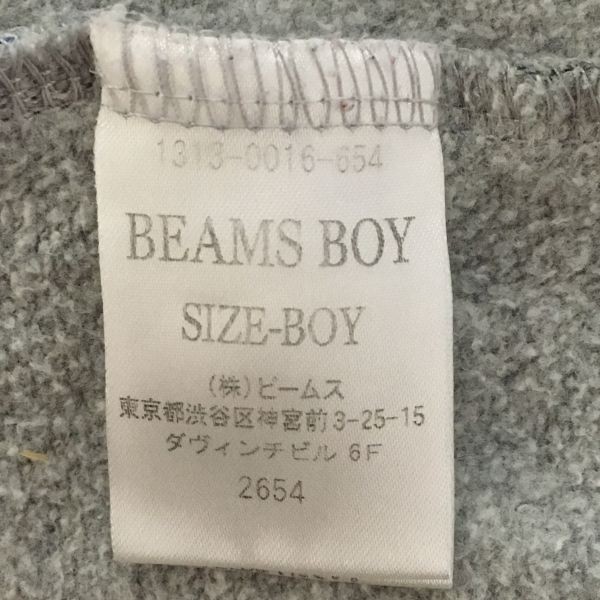 1313-0016-654
BEAMS BOY
SIZE-BOY
(株)ビームス
東京都渋谷区神宮前3-25-15
ダヴィンチビル 6F
2654